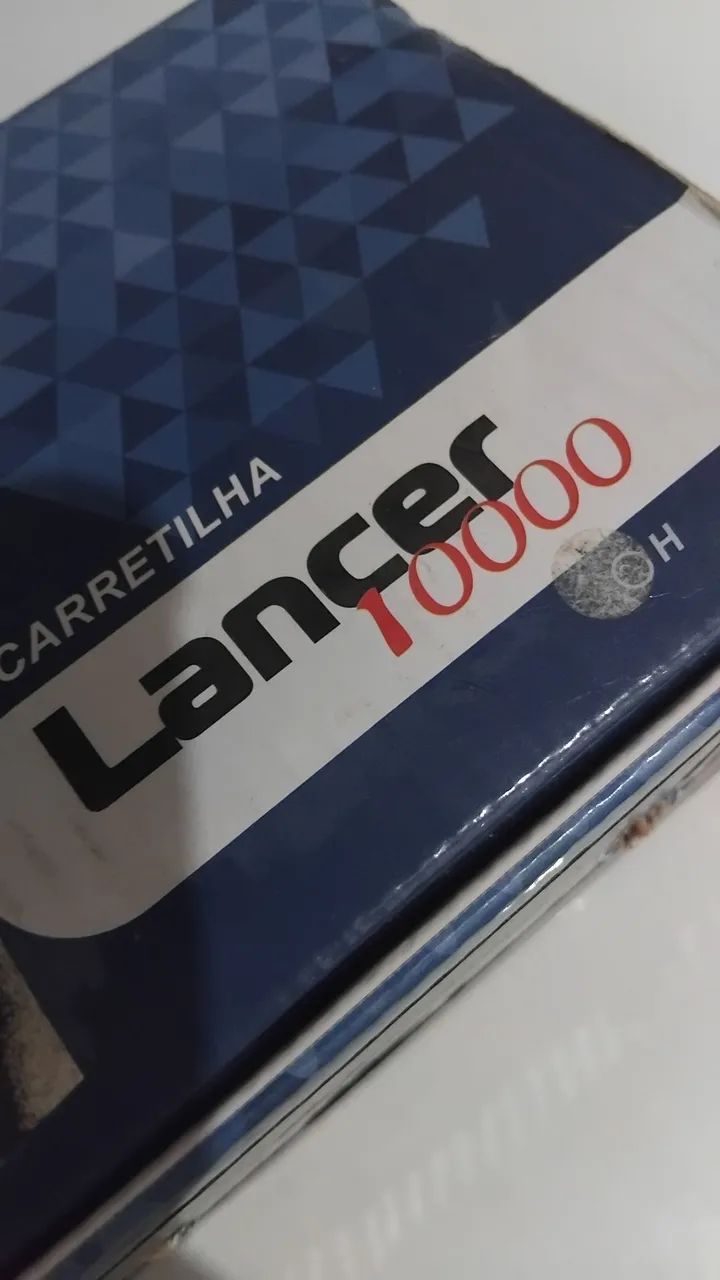 CARRETILHA
Lancer
10000
H